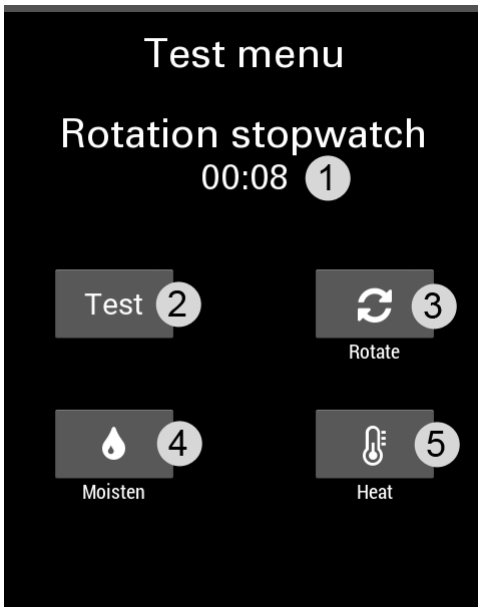 Test menu
Rotation stopwatch
00:08 1
Test 2
3
Rotate
4
5
Moisten
Heat